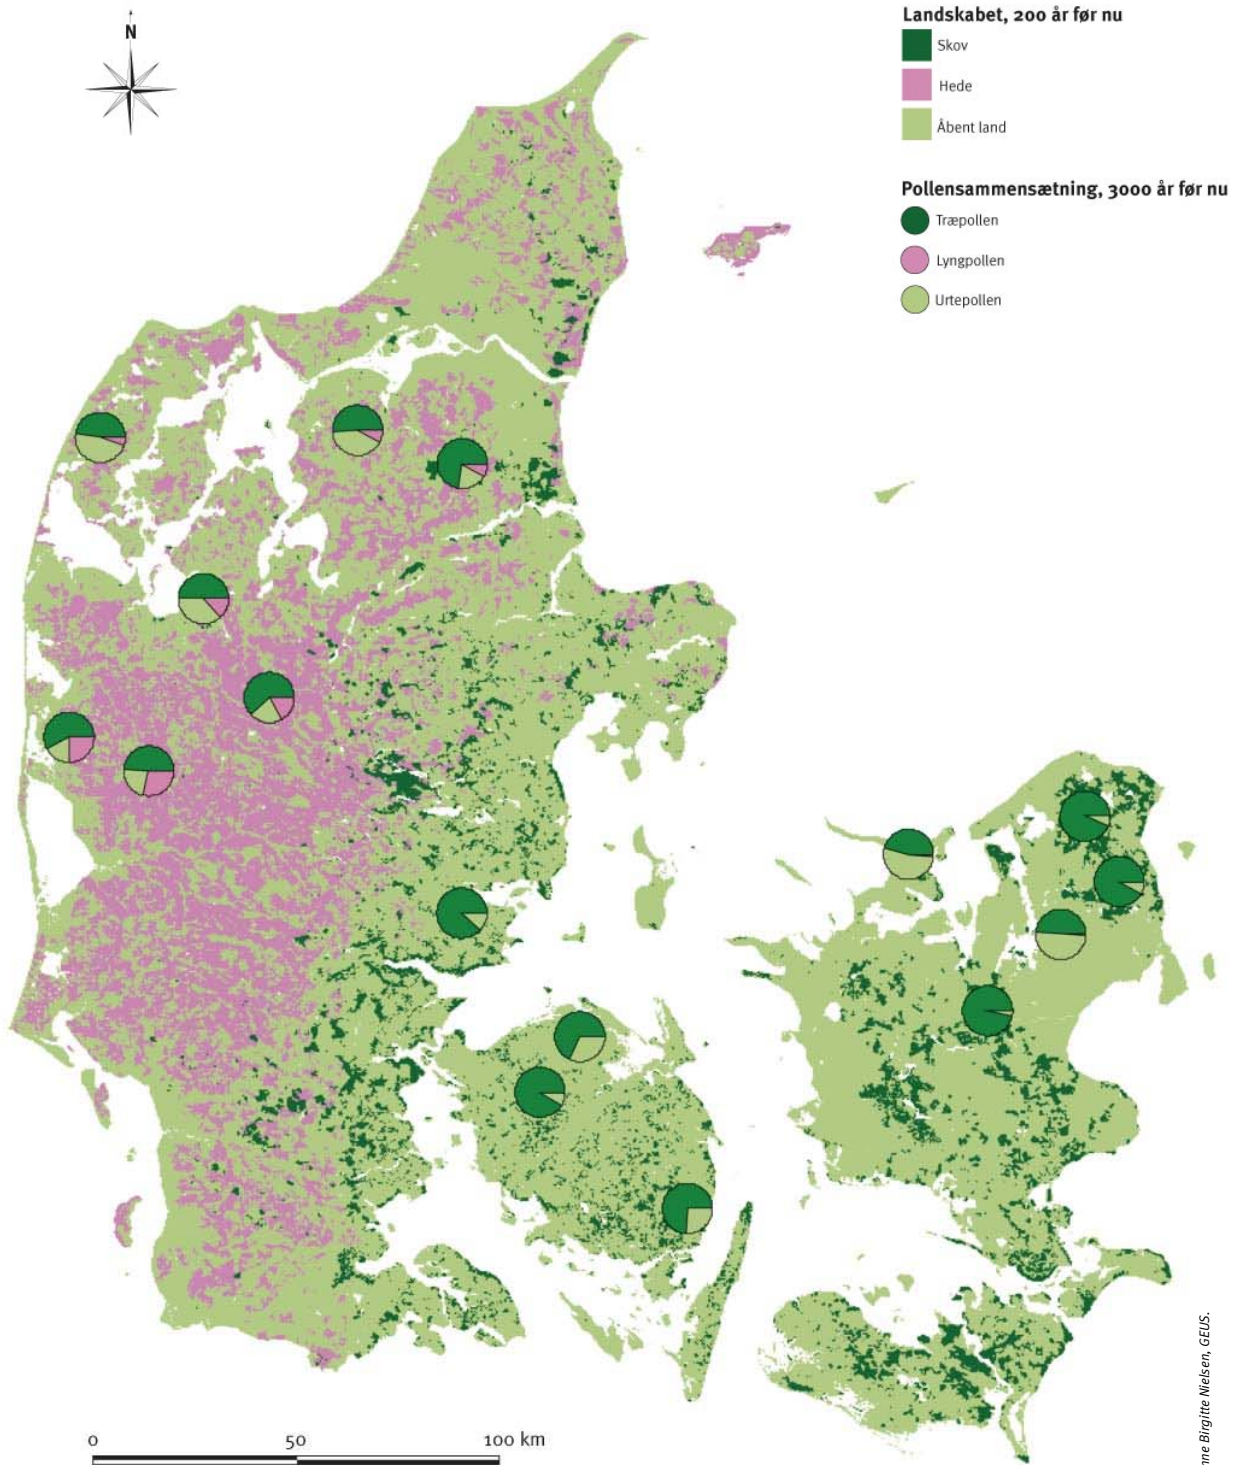 N
Landskabet, 200 år før nu
Skov
Hede
Åbent land
Pollensammensætning, 3000 år før nu
Træpollen
Lyngpollen
Urtepollen
0 50 100 km
Birgitte Nielsen, GEUS.